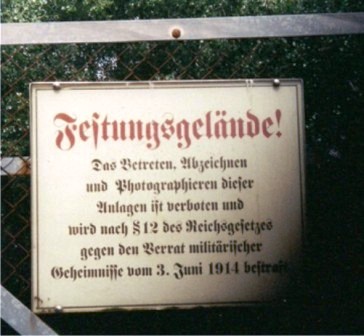 Festungsgelände!
Das Betreten, Abzeichnen
und Photographieren dieser
Anlagen ist verboten und
wird nach §12 des Reichsgesetzes
gegen den Verrat militärischer
Geheimnisse vom 3. Juni 1914 bestraft